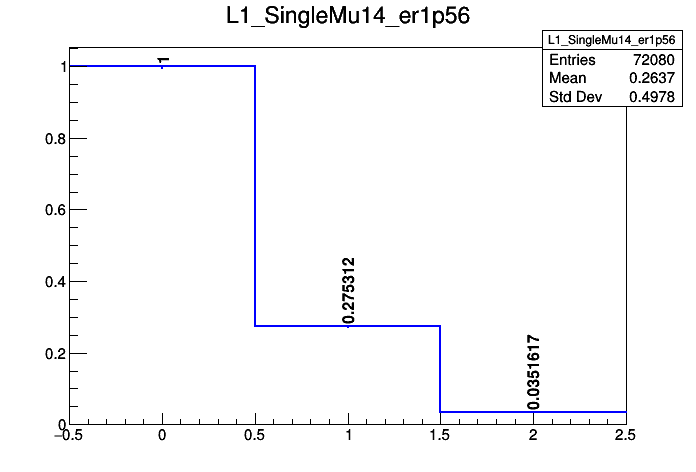 L1_SingleMu14_er1p56
L1_SingleMu14_er1p56
Entries 72080
Mean 0.2637
Std Dev 0.4978
1
0.8
0.6
0.4
0.2
0
1
0.275312
0.0351617
−0.5 0 0.5 1 1.5 2 2.5